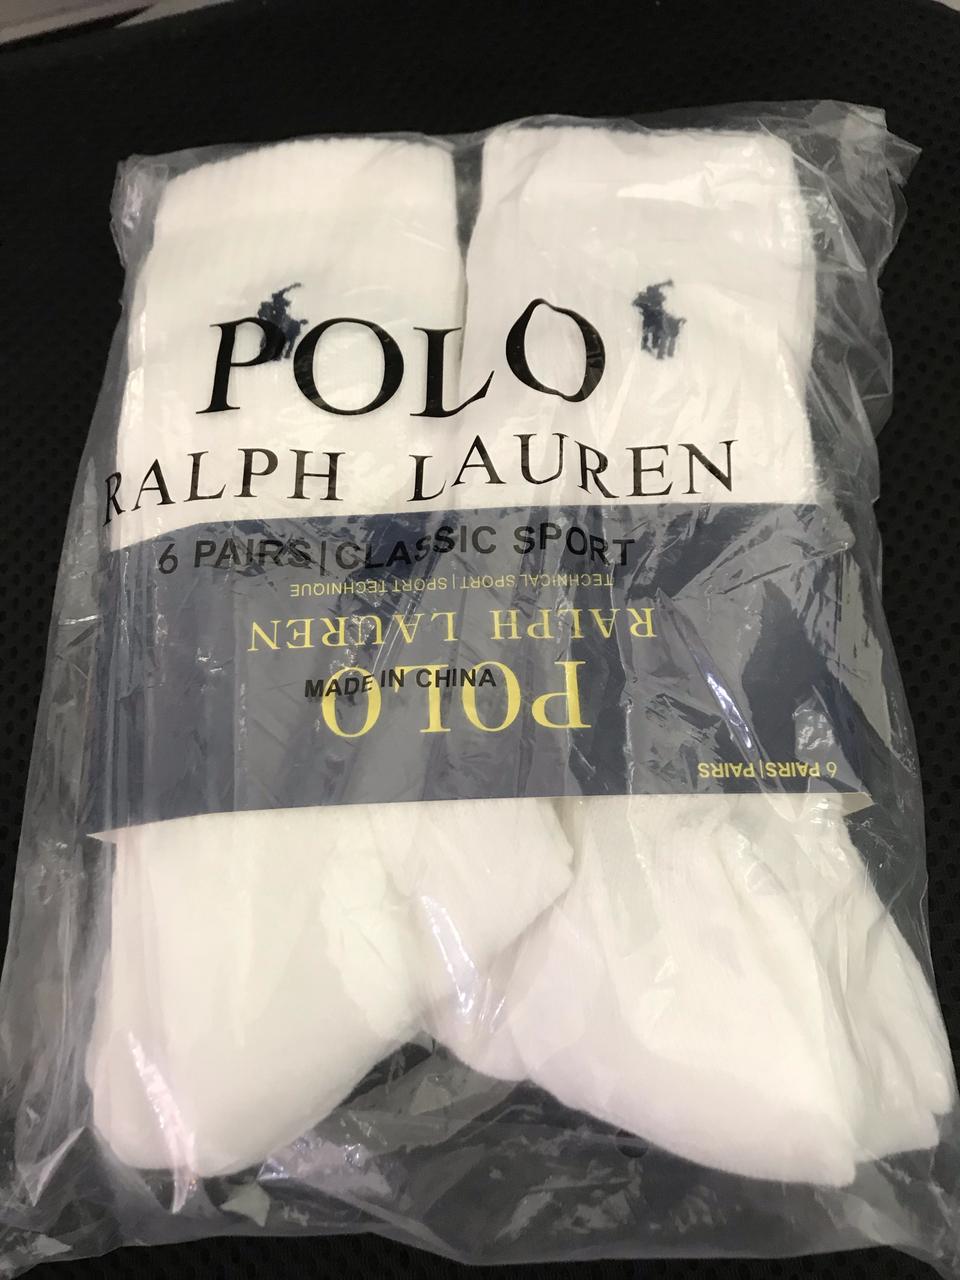 POLO
RALPH LAUREN
6 PAIRS|CLASSIC SPORT
TECHNICAL SPORT | SPORT TECHNIQUE
RALPH LAUREN
MADE IN CHINA
POLO
6 PAIRS|PAIRS